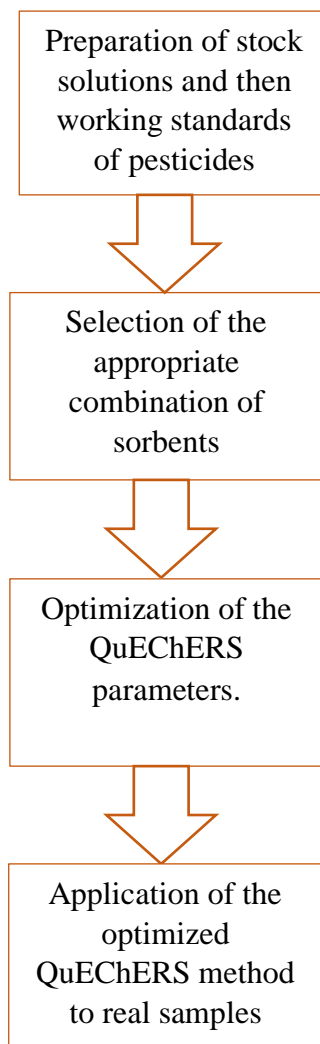 Preparation of stock
solutions and then
working standards
of pesticides
Selection of the
appropriate
combination of
sorbents
Optimization of the
QuEChERS
parameters.
Application of the
optimized
QuEChERS method
to real samples